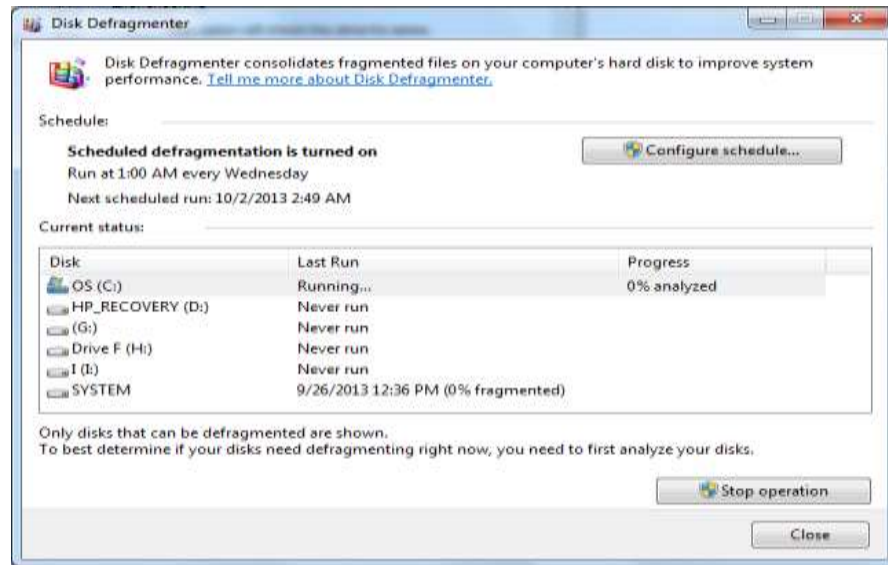 Disk Defragmenter
Disk Defragmenter consolidates fragmented files on your computer's hard disk to improve system
performance. Tell me more about Disk Defragmenter.
Schedule:
Scheduled defragmentation is turned on
Configure schedule...
Run at 1:00 AM every Wednesday
Next scheduled run: 10/2/2013 2:49 AM
Current status:
Disk Last Run Progress
OS (C:) Running... 0% analyzed
HP_RECOVERY (D:) Never run
(G:) Never run
Drive F (H:) Never run
I (I:) Never run
SYSTEM 9/26/2013 12:36 PM (0% fragmented)
Only disks that can be defragmented are shown.
To best determine if your disks need defragmenting right now, you need to first analyze your disks.
Stop operation
Close